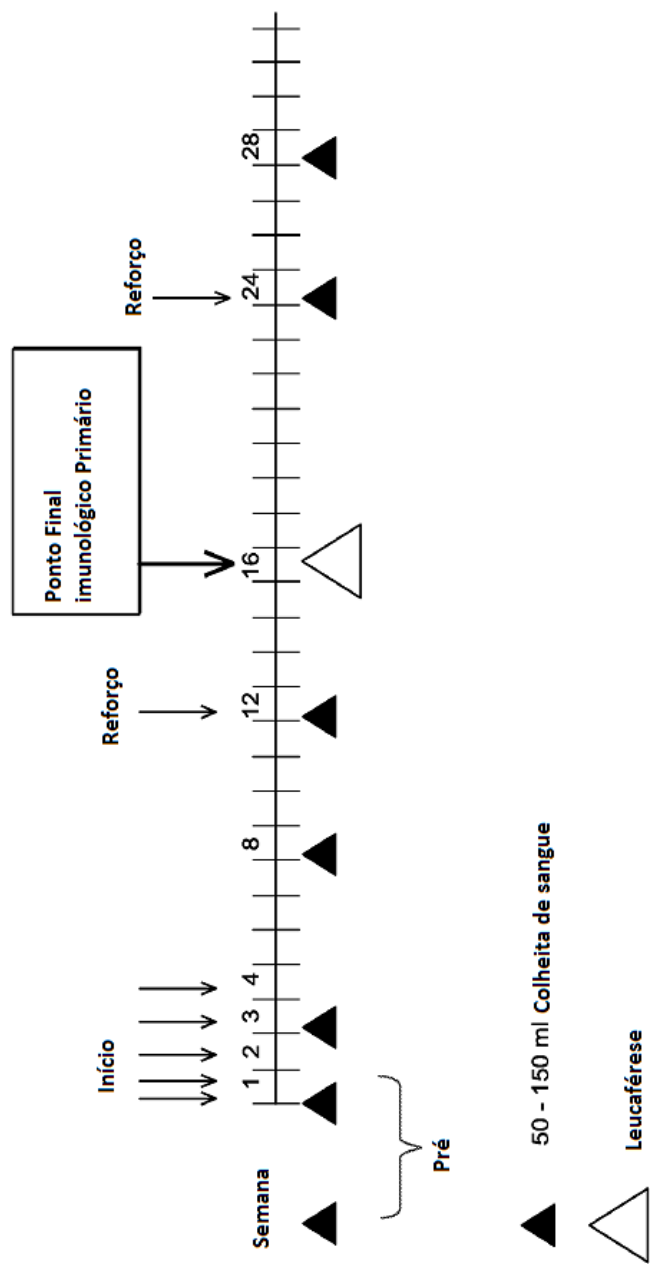 Início
Reforço
Ponto Final
imunológico Primário
Reforço
Semana
1 2 3 4 8 12 16 24 28
Pré
50 - 150 ml Colheita de sangue
Leucaférese